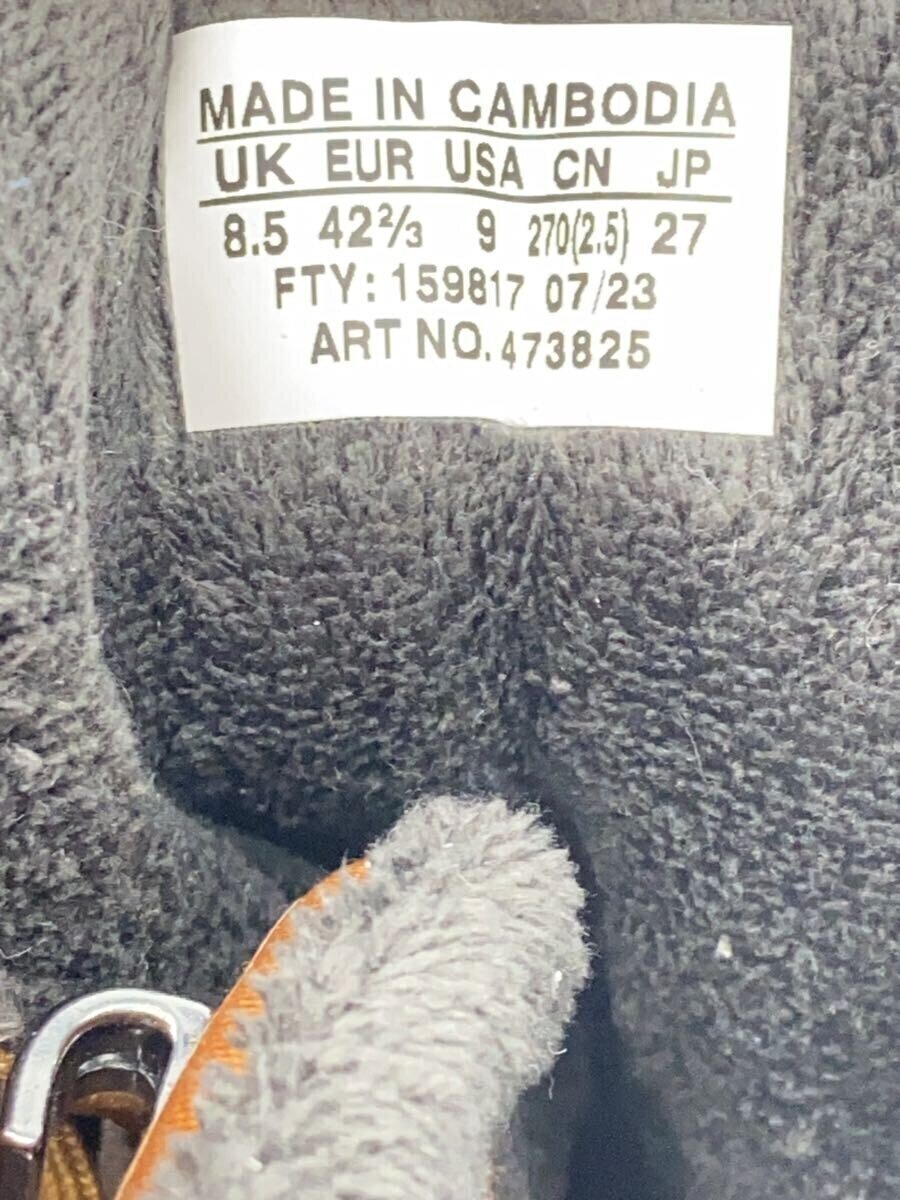 MADE IN CAMBODIA
UK EUR USA CN JP
8.5 42⅔ 9 270(2.5) 27
FTY: 159817 07/23
ART NO. 473825